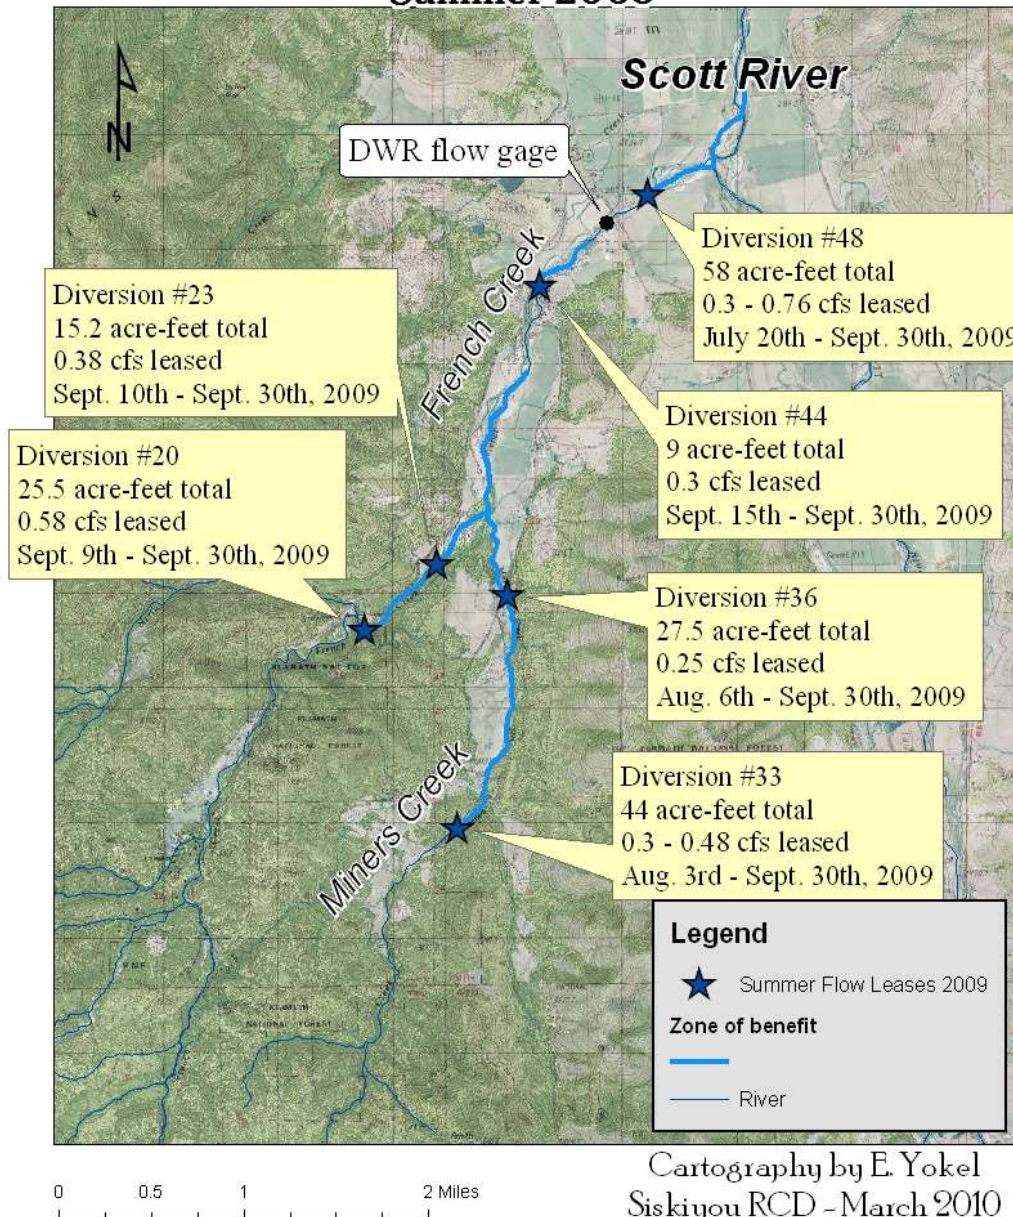 Scott River
DWR flow gage
Diversion #48
58 acre-feet total
0.3 - 0.76 cfs leased
July 20th - Sept. 30th, 2009
French Creek
Diversion #23
15.2 acre-feet total
0.38 cfs leased
Sept. 10th - Sept. 30th, 2009
Diversion #44
9 acre-feet total
0.3 cfs leased
Sept. 15th - Sept. 30th, 2009
Diversion #20
25.5 acre-feet total
0.58 cfs leased
Sept. 9th - Sept. 30th, 2009
Diversion #36
27.5 acre-feet total
0.25 cfs leased
Aug. 6th - Sept. 30th, 2009
Miners Creek
Diversion #33
44 acre-feet total
0.3 - 0.48 cfs leased
Aug. 3rd - Sept. 30th, 2009
KLAMATH
NATIONAL FOREST
N
Legend
Summer Flow Leases 2009
Zone of benefit
River
0 0.5 1 2 Miles
Cartography by E. Yokel
Siskiyou RCD - March 2010